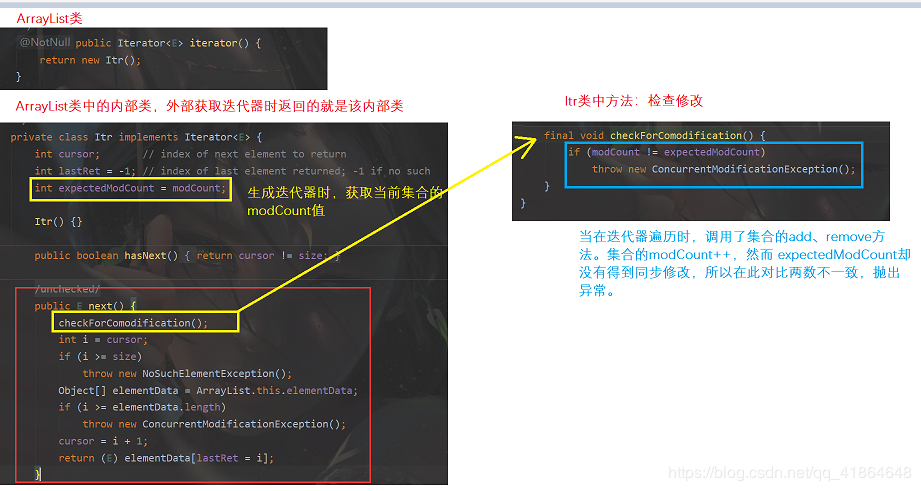 ArrayList类
@NotNull public Iterator<E> iterator() {
return new Itr();
}
ArrayList类中的内部类，外部获取迭代器时返回的就是该内部类
private class Itr implements Iterator<E> {
int cursor;       // index of next element to return
int lastRet = -1; // index of last element returned; -1 if no such
int expectedModCount = modCount;
生成迭代器时，获取当前集合的
modCount值
Itr() {}
public boolean hasNext() { return cursor != size; }
/unchecked/
public E next() {
checkForComodification();
int i = cursor;
if (i >= size)
throw new NoSuchElementException();
Object[] elementData = ArrayList.this.elementData;
if (i >= elementData.length)
throw new ConcurrentModificationException();
cursor = i + 1;
return (E) elementData[lastRet = i];
}
Itr类中方法：检查修改
final void checkForComodification() {
if (modCount != expectedModCount)
throw new ConcurrentModificationException();
}
}
当在迭代器遍历时，调用了集合的add、remove方
法。集合的modCount++，然而 expectedModCount却
没有得到同步修改，所以在此对比两数不一致，抛出
异常。
https://blog.csdn.net/qq_41864648